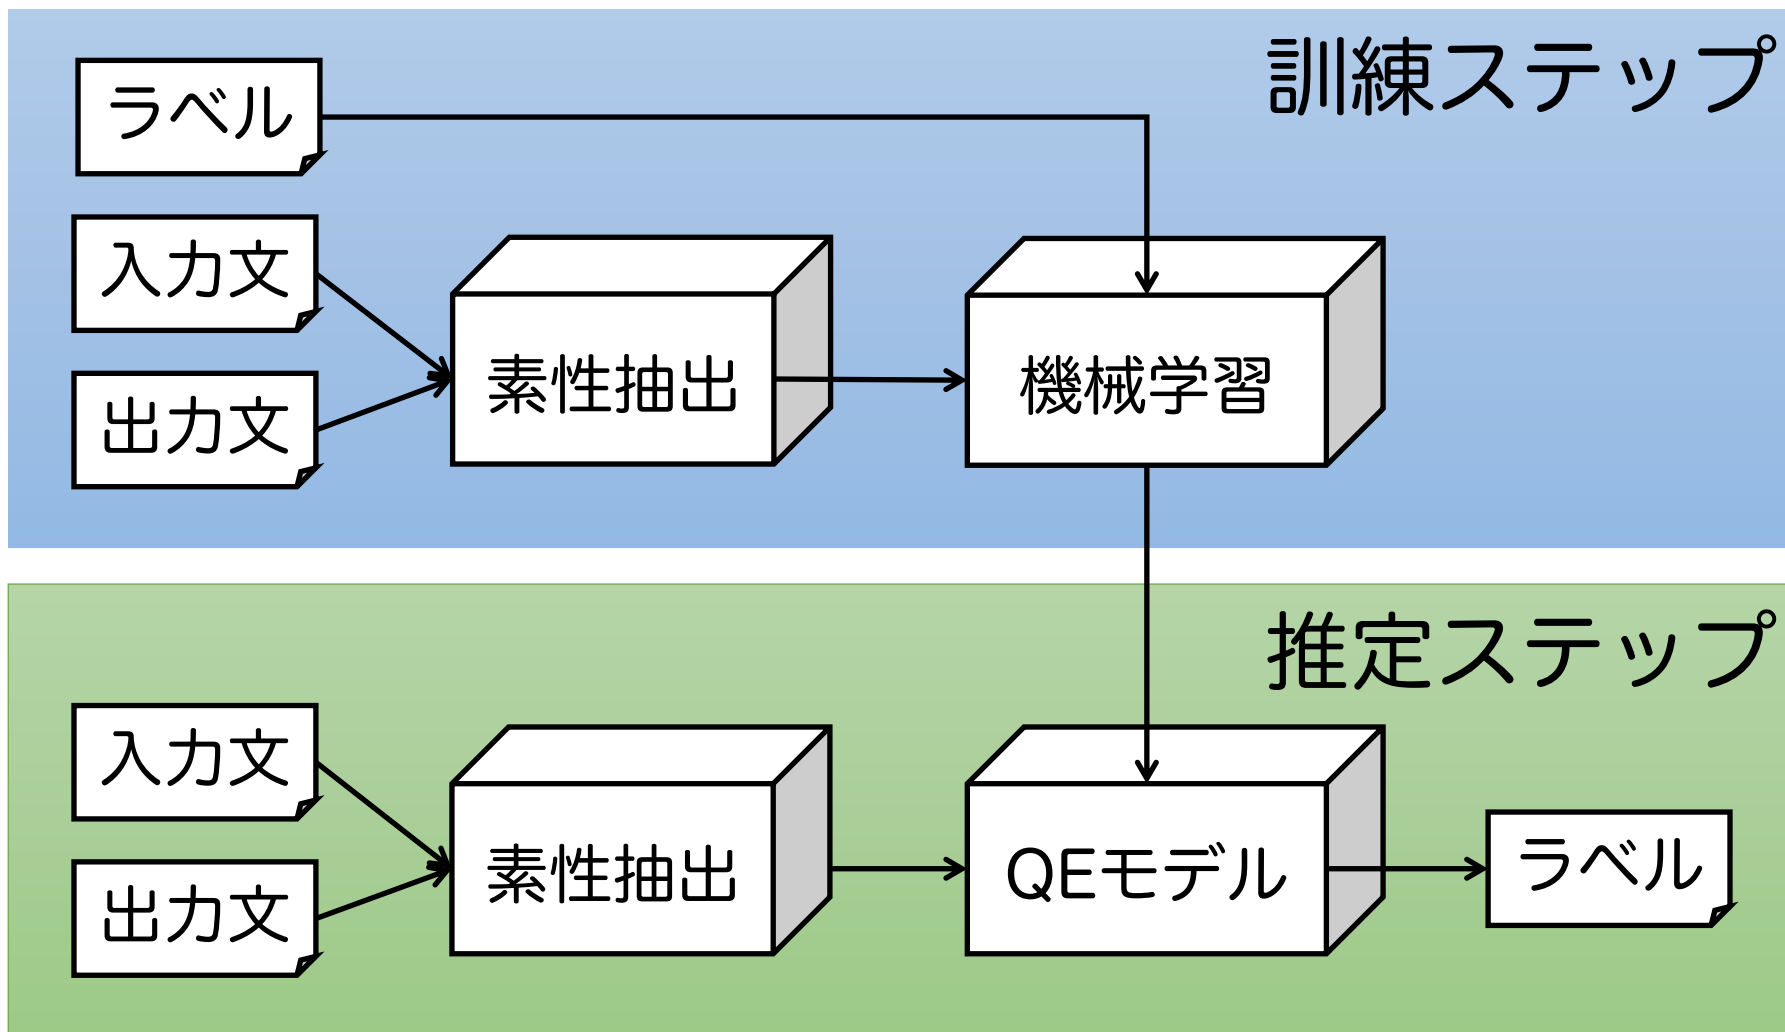 訓練ステップ
ラベル
入力文
出力文
素性抽出
機械学習
推定ステップ
入力文
出力文
素性抽出
QEモデル
ラベル